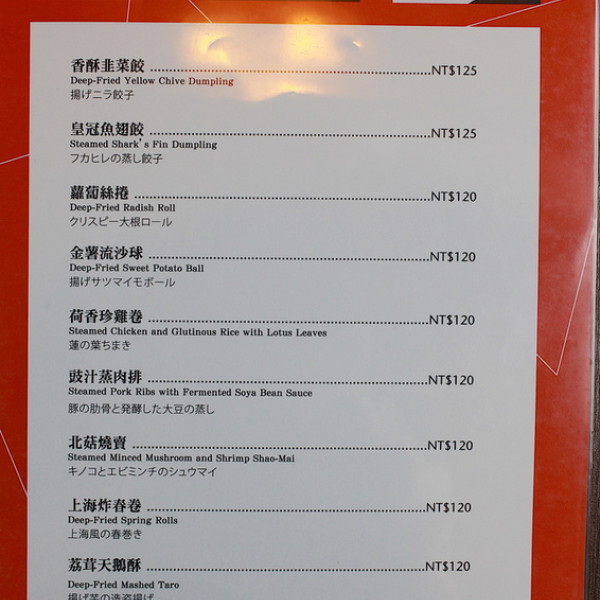 香酥韭菜餃 ........ NT$125
Deep-Fried Yellow Chive Dumpling
揚げニラ餃子
皇冠魚翅餃 ........ NT$125
Steamed Shark's Fin Dumpling
フカヒレの蒸し餃子
蘿蔔絲捲 ........ NT$120
Deep-Fried Radish Roll
クリスピー大根ロール
金薯流沙球 ........ NT$120
Deep-Fried Sweet Potato Ball
揚げサツマイモボール
荷香珍雞卷 ........ NT$120
Steamed Chicken and Glutinous Rice with Lotus Leaves
蓮の葉ちまき
豉汁蒸肉排 ........ NT$120
Steamed Pork Ribs with Fermented Soya Bean Sauce
豚の肋骨と発酵した大豆の蒸し
北菇燒賣 ........ NT$120
Steamed Minced Mushroom and Shrimp Shao-Mai
キノコとエビミンチのシュウマイ
上海炸春卷 ........ NT$120
Deep-Fried Spring Rolls
上海風の春巻き
荔茸天鵝酥 ........ NT$120
Deep-Fried Mashed Taro